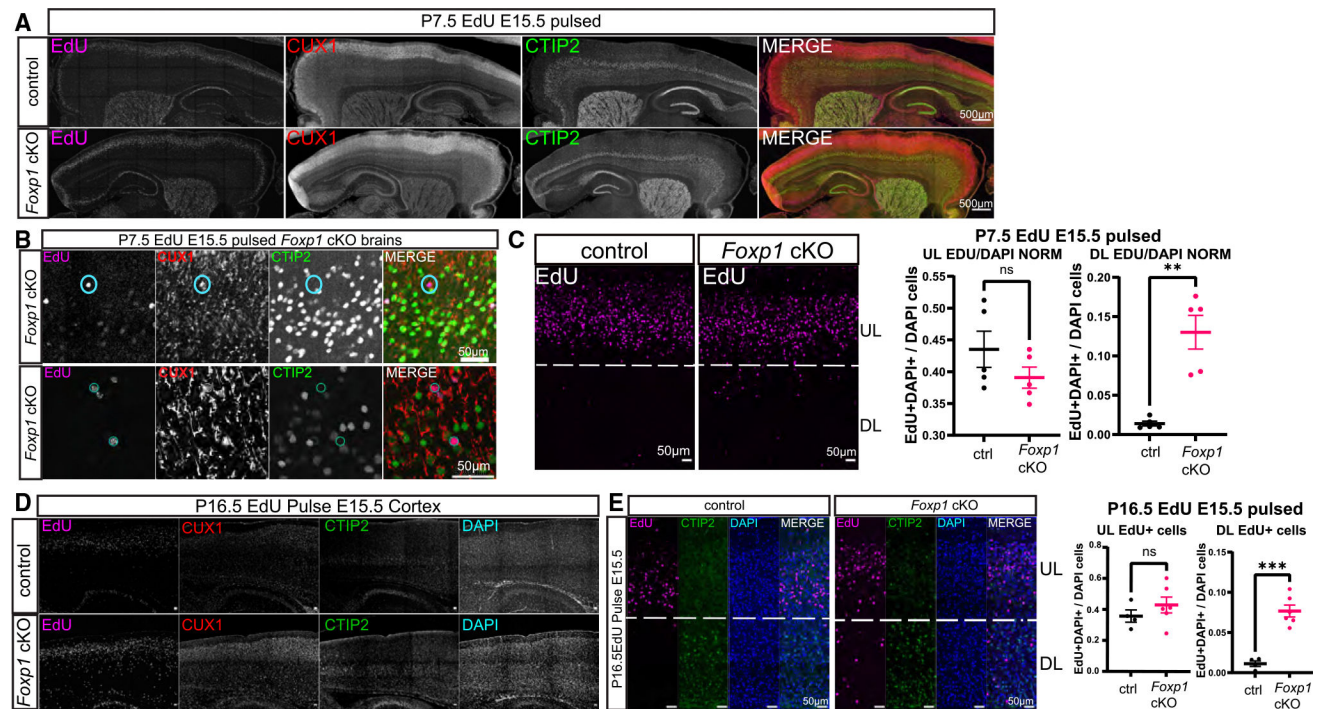 A
P7.5 EdU E15.5 pulsed
control
EdU
CUX1
CTIP2
MERGE
500µm
Foxp1 cKO
EdU
CUX1
CTIP2
MERGE
500µm
B
P7.5 EdU E15.5 pulsed Foxp1 cKO brains
Foxp1 cKO
EdU
CUX1
CTIP2
MERGE
50µm
Foxp1 cKO
EdU
CUX1
CTIP2
MERGE
50µm
C
control
Foxp1 cKO
EdU
EdU
UL
DL
50µm
50µm
P7.5 EdU E15.5 pulsed
UL EDU/DAPI NORM
EdU+DAPI+ / DAPI cells
0.55
0.50
0.45
0.40
0.35
0.30
ns
ctrl
Foxp1
cKO
DL EDU/DAPI NORM
EdU+DAPI+ / DAPI cells
0.20
0.15
0.10
0.05
0.00
**
ctrl
Foxp1
cKO
D
P16.5 EdU Pulse E15.5 Cortex
control
EdU
CUX1
CTIP2
DAPI
Foxp1 cKO
EdU
CUX1
CTIP2
DAPI
E
P16.5EdU Pulse E15.5
control
EdU
CTIP2
DAPI
MERGE
50µm
Foxp1 cKO
EdU
CTIP2
DAPI
MERGE
50µm
UL
DL
P16.5 EdU E15.5 pulsed
UL EdU+ cells
EdU+DAPI+ / DAPI cells
0.8
0.6
0.4
0.2
0.0
ns
ctrl
Foxp1
cKO
DL EdU+ cells
EdU+DAPI+ / DAPI cells
0.15
0.10
0.05
0.00
***
ctrl
Foxp1
cKO